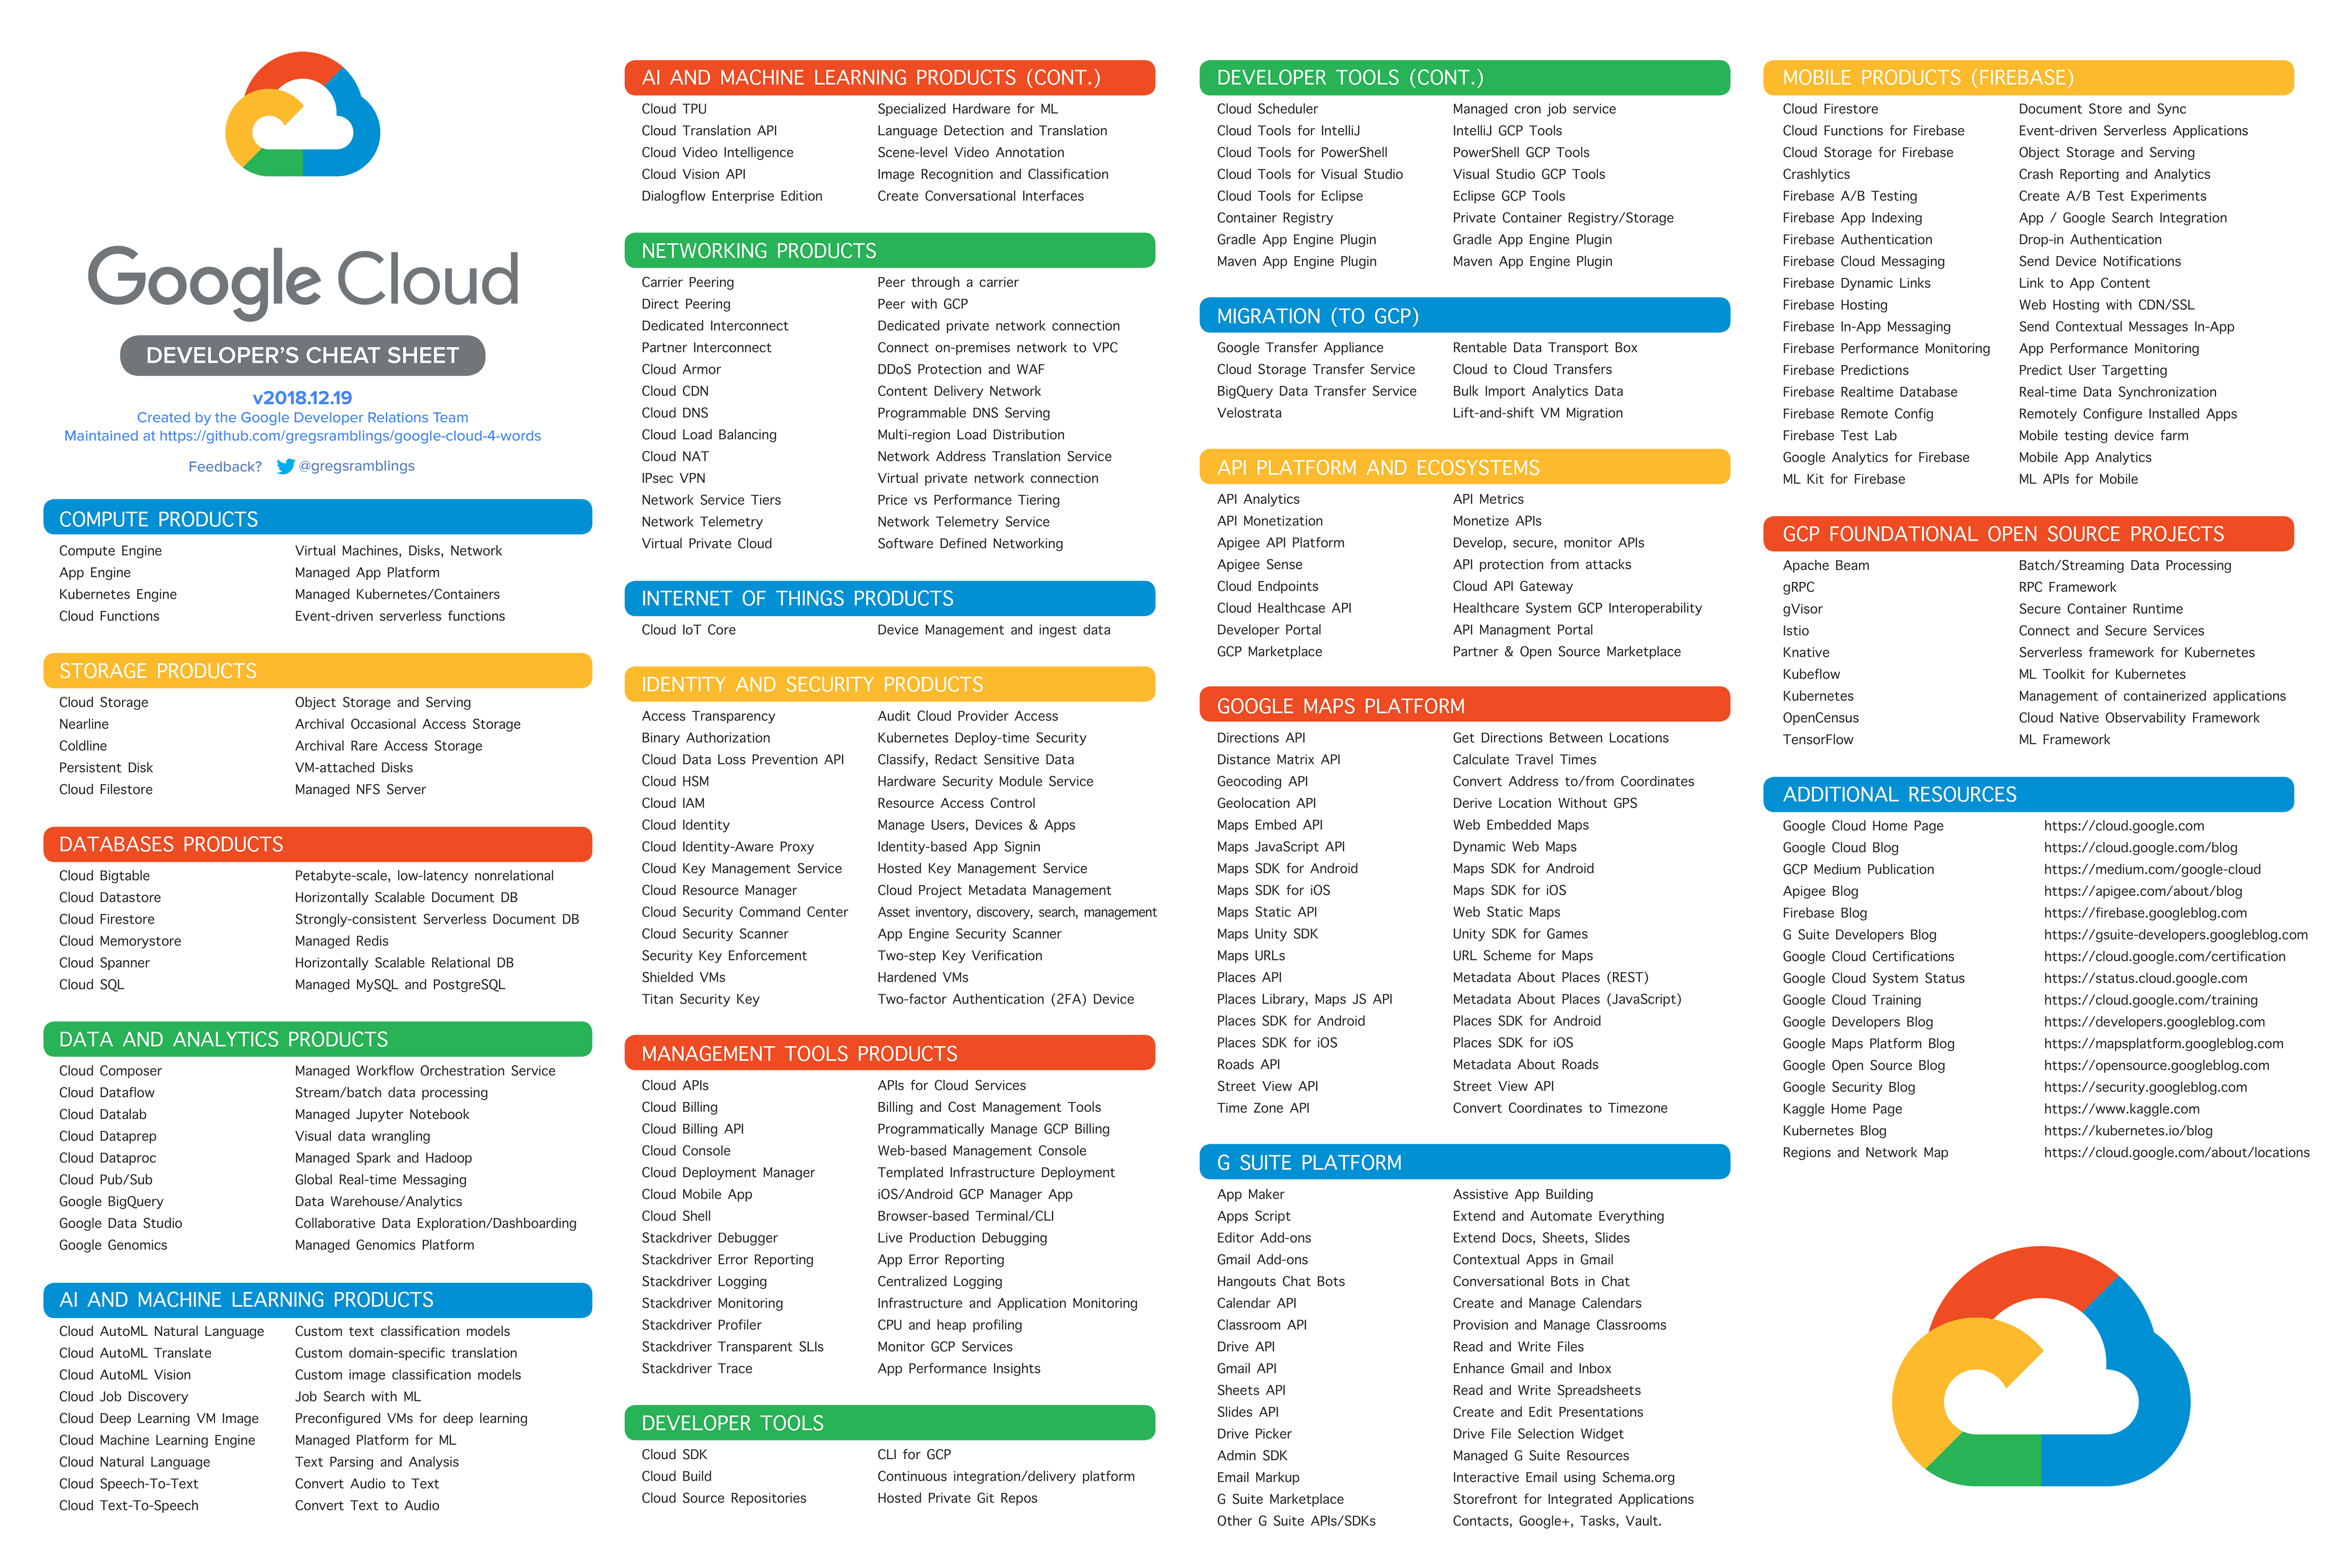 Google Cloud
DEVELOPER'S CHEAT SHEET
v2018.12.19
Created by the Google Developer Relations Team
Maintained at https://github.com/gregsramblings/google-cloud-4-words
Feedback? @gregsramblings
COMPUTE PRODUCTS
Compute Engine Virtual Machines, Disks, Network
App Engine Managed App Platform
Kubernetes Engine Managed Kubernetes/Containers
Cloud Functions Event-driven serverless functions
STORAGE PRODUCTS
Cloud Storage Object Storage and Serving
Nearline Archival Occasional Access Storage
Coldline Archival Rare Access Storage
Persistent Disk VM-attached Disks
Cloud Filestore Managed NFS Server
DATABASES PRODUCTS
Cloud Bigtable Petabyte-scale, low-latency nonrelational
Cloud Datastore Horizontally Scalable Document DB
Cloud Firestore Strongly-consistent Serverless Document DB
Cloud Memorystore Managed Redis
Cloud Spanner Horizontally Scalable Relational DB
Cloud SQL Managed MySQL and PostgreSQL
DATA AND ANALYTICS PRODUCTS
Cloud Composer Managed Workflow Orchestration Service
Cloud Dataflow Stream/batch data processing
Cloud Datalab Managed Jupyter Notebook
Cloud Dataprep Visual data wrangling
Cloud Dataproc Managed Spark and Hadoop
Cloud Pub/Sub Global Real-time Messaging
Google BigQuery Data Warehouse/Analytics
Google Data Studio Collaborative Data Exploration/Dashboarding
Google Genomics Managed Genomics Platform
AI AND MACHINE LEARNING PRODUCTS
Cloud AutoML Natural Language Custom text classification models
Cloud AutoML Translate Custom domain-specific translation
Cloud AutoML Vision Custom image classification models
Cloud Job Discovery Job Search with ML
Cloud Deep Learning VM Image Preconfigured VMs for deep learning
Cloud Machine Learning Engine Managed Platform for ML
Cloud Natural Language Text Parsing and Analysis
Cloud Speech-To-Text Convert Audio to Text
Cloud Text-To-Speech Convert Text to Audio
AI AND MACHINE LEARNING PRODUCTS (CONT.)
Cloud TPU Specialized Hardware for ML
Cloud Translation API Language Detection and Translation
Cloud Video Intelligence Scene-level Video Annotation
Cloud Vision API Image Recognition and Classification
Dialogflow Enterprise Edition Create Conversational Interfaces
NETWORKING PRODUCTS
Carrier Peering Peer through a carrier
Direct Peering Peer with GCP
Dedicated Interconnect Dedicated private network connection
Partner Interconnect Connect on-premises network to VPC
Cloud Armor DDoS Protection and WAF
Cloud CDN Content Delivery Network
Cloud DNS Programmable DNS Serving
Cloud Load Balancing Multi-region Load Distribution
Cloud NAT Network Address Translation Service
IPsec VPN Virtual private network connection
Network Service Tiers Price vs Performance Tiering
Network Telemetry Network Telemetry Service
Virtual Private Cloud Software Defined Networking
INTERNET OF THINGS PRODUCTS
Cloud IoT Core Device Management and ingest data
IDENTITY AND SECURITY PRODUCTS
Access Transparency Audit Cloud Provider Access
Binary Authorization Kubernetes Deploy-time Security
Cloud Data Loss Prevention API Classify, Redact Sensitive Data
Cloud HSM Hardware Security Module Service
Cloud IAM Resource Access Control
Cloud Identity Manage Users, Devices & Apps
Cloud Identity-Aware Proxy Identity-based App Signin
Cloud Key Management Service Hosted Key Management Service
Cloud Resource Manager Cloud Project Metadata Management
Cloud Security Command Center Asset inventory, discovery, search, management
Cloud Security Scanner App Engine Security Scanner
Security Key Enforcement Two-step Key Verification
Shielded VMs Hardened VMs
Titan Security Key Two-factor Authentication (2FA) Device
MANAGEMENT TOOLS PRODUCTS
Cloud APIs APIs for Cloud Services
Cloud Billing Billing and Cost Management Tools
Cloud Billing API Programmatically Manage GCP Billing
Cloud Console Web-based Management Console
Cloud Deployment Manager Templated Infrastructure Deployment
Cloud Mobile App iOS/Android GCP Manager App
Cloud Shell Browser-based Terminal/CLI
Stackdriver Debugger Live Production Debugging
Stackdriver Error Reporting App Error Reporting
Stackdriver Logging Centralized Logging
Stackdriver Monitoring Infrastructure and Application Monitoring
Stackdriver Profiler CPU and heap profiling
Stackdriver Transparent SLIs Monitor GCP Services
Stackdriver Trace App Performance Insights
DEVELOPER TOOLS
Cloud SDK CLI for GCP
Cloud Build Continuous integration/delivery platform
Cloud Source Repositories Hosted Private Git Repos
DEVELOPER TOOLS (CONT.)
Cloud Scheduler Managed cron job service
Cloud Tools for IntelliJ IntelliJ GCP Tools
Cloud Tools for PowerShell PowerShell GCP Tools
Cloud Tools for Visual Studio Visual Studio GCP Tools
Cloud Tools for Eclipse Eclipse GCP Tools
Container Registry Private Container Registry/Storage
Gradle App Engine Plugin Gradle App Engine Plugin
Maven App Engine Plugin Maven App Engine Plugin
MIGRATION (TO GCP)
Google Transfer Appliance Rentable Data Transport Box
Cloud Storage Transfer Service Cloud to Cloud Transfers
BigQuery Data Transfer Service Bulk Import Analytics Data
Velostrata Lift-and-shift VM Migration
API PLATFORM AND ECOSYSTEMS
API Analytics API Metrics
API Monetization Monetize APIs
Apigee API Platform Develop, secure, monitor APIs
Apigee Sense API protection from attacks
Cloud Endpoints Cloud API Gateway
Cloud Healthcase API Healthcare System GCP Interoperability
Developer Portal API Managment Portal
GCP Marketplace Partner & Open Source Marketplace
GOOGLE MAPS PLATFORM
Directions API Get Directions Between Locations
Distance Matrix API Calculate Travel Times
Geocoding API Convert Address to/from Coordinates
Geolocation API Derive Location Without GPS
Maps Embed API Web Embedded Maps
Maps JavaScript API Dynamic Web Maps
Maps SDK for Android Maps SDK for Android
Maps SDK for iOS Maps SDK for iOS
Maps Static API Web Static Maps
Maps Unity SDK Unity SDK for Games
Maps URLs URL Scheme for Maps
Places API Metadata About Places (REST)
Places Library, Maps JS API Metadata About Places (JavaScript)
Places SDK for Android Places SDK for Android
Places SDK for iOS Places SDK for iOS
Roads API Metadata About Roads
Street View API Street View API
Time Zone API Convert Coordinates to Timezone
G SUITE PLATFORM
App Maker Assistive App Building
Apps Script Extend and Automate Everything
Editor Add-ons Extend Docs, Sheets, Slides
Gmail Add-ons Contextual Apps in Gmail
Hangouts Chat Bots Conversational Bots in Chat
Calendar API Create and Manage Calendars
Classroom API Provision and Manage Classrooms
Drive API Read and Write Files
Gmail API Enhance Gmail and Inbox
Sheets API Read and Write Spreadsheets
Slides API Create and Edit Presentations
Drive Picker Drive File Selection Widget
Admin SDK Managed G Suite Resources
Email Markup Interactive Email using Schema.org
G Suite Marketplace Storefront for Integrated Applications
Other G Suite APIs/SDKs Contacts, Google+, Tasks, Vault.
MOBILE PRODUCTS (FIREBASE)
Cloud Firestore Document Store and Sync
Cloud Functions for Firebase Event-driven Serverless Applications
Cloud Storage for Firebase Object Storage and Serving
Crashlytics Crash Reporting and Analytics
Firebase A/B Testing Create A/B Test Experiments
Firebase App Indexing App / Google Search Integration
Firebase Authentication Drop-in Authentication
Firebase Cloud Messaging Send Device Notifications
Firebase Dynamic Links Link to App Content
Firebase Hosting Web Hosting with CDN/SSL
Firebase In-App Messaging Send Contextual Messages In-App
Firebase Performance Monitoring App Performance Monitoring
Firebase Predictions Predict User Targetting
Firebase Realtime Database Real-time Data Synchronization
Firebase Remote Config Remotely Configure Installed Apps
Firebase Test Lab Mobile testing device farm
Google Analytics for Firebase Mobile App Analytics
ML Kit for Firebase ML APIs for Mobile
GCP FOUNDATIONAL OPEN SOURCE PROJECTS
Apache Beam Batch/Streaming Data Processing
gRPC RPC Framework
gVisor Secure Container Runtime
Istio Connect and Secure Services
Knative Serverless framework for Kubernetes
Kubeflow ML Toolkit for Kubernetes
Kubernetes Management of containerized applications
OpenCensus Cloud Native Observability Framework
TensorFlow ML Framework
ADDITIONAL RESOURCES
Google Cloud Home Page https://cloud.google.com
Google Cloud Blog https://cloud.google.com/blog
GCP Medium Publication https://medium.com/google-cloud
Apigee Blog https://apigee.com/about/blog
Firebase Blog https://firebase.googleblog.com
G Suite Developers Blog https://gsuite-developers.googleblog.com
Google Cloud Certifications https://cloud.google.com/certification
Google Cloud System Status https://status.cloud.google.com
Google Cloud Training https://cloud.google.com/training
Google Developers Blog https://developers.googleblog.com
Google Maps Platform Blog https://mapsplatform.googleblog.com
Google Open Source Blog https://opensource.googleblog.com
Google Security Blog https://security.googleblog.com
Kaggle Home Page https://www.kaggle.com
Kubernetes Blog https://kubernetes.io/blog
Regions and Network Map https://cloud.google.com/about/locations